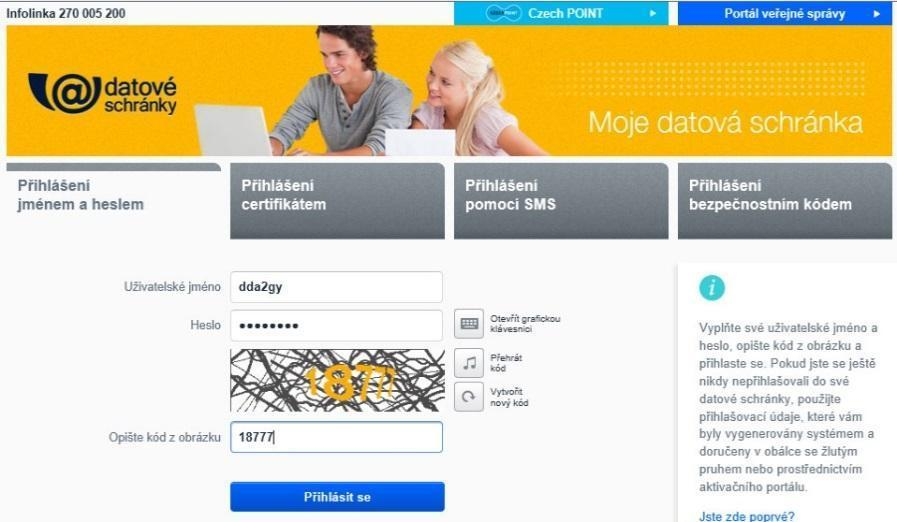 Infolinka 270 005 200
Czech POINT
Portál veřejné správy
datové
schránky
Moje datová schránka
Přihlášení
jménem a heslem
Přihlášení
certifikátem
Přihlášení
pomocí SMS
Přihlášení
bezpečnostním kódem
Uživatelské jméno
dda2gy
Heslo
••••••••
Otevřít grafickou
klávesnici
18777
Přehrát
kód
Vytvořit
nový kód
Opište kód z obrázku
18777
Přihlásit se
i
Vyplňte své uživatelské jméno a
heslo, opište kód z obrázku a
přihlaste se. Pokud jste se ještě
nikdy nepřihlašovali do své
datové schránky, použijte
přihlašovací údaje, které vám
byly vygenerovány systémem a
doručeny v obálce se žlutým
pruhem nebo prostřednictvím
aktivačního portálu.
Jste zde poprvé?